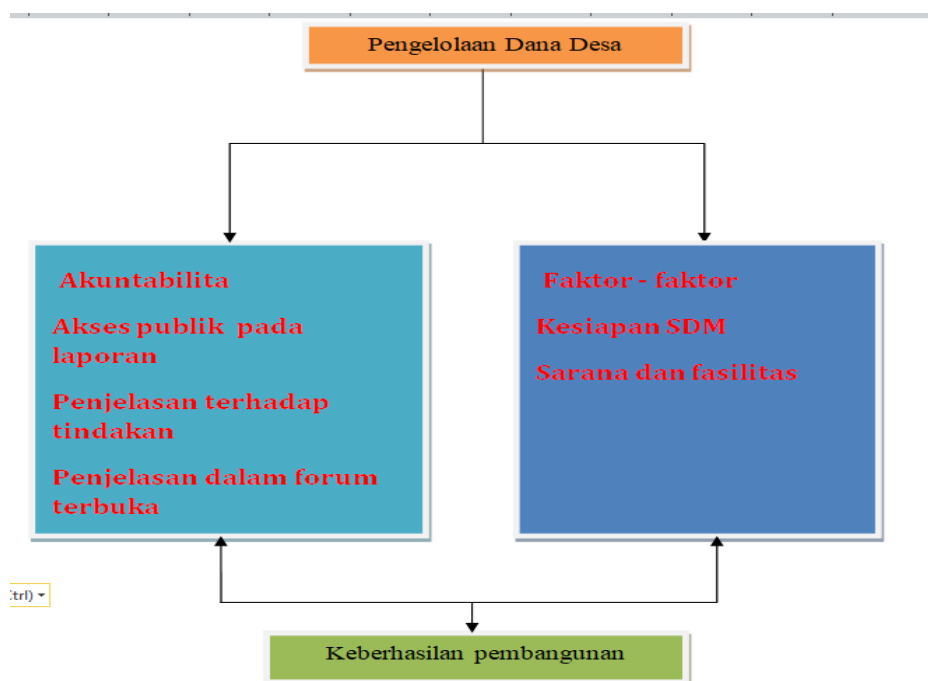 Pengelolaan Dana Desa
Akuntabilita
Akses publik pada
laporan
Penjelasan terhadap
tindakan
Penjelasan dalam forum
terbuka
Faktor - faktor
Kesiapan SDM
Sarana dan fasilitas
:trl)
Keberhasilan pembangunan